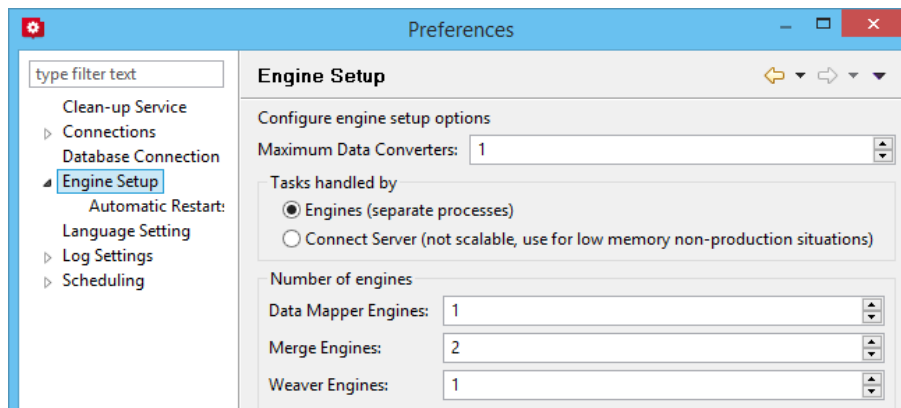 Preferences
type filter text
Clean-up Service
Connections
Database Connection
Engine Setup
Automatic Restarts
Language Setting
Log Settings
Scheduling
Engine Setup
Configure engine setup options
Maximum Data Converters: 1
Tasks handled by
Engines (separate processes)
Connect Server (not scalable, use for low memory non-production situations)
Number of engines
Data Mapper Engines: 1
Merge Engines: 2
Weaver Engines: 1